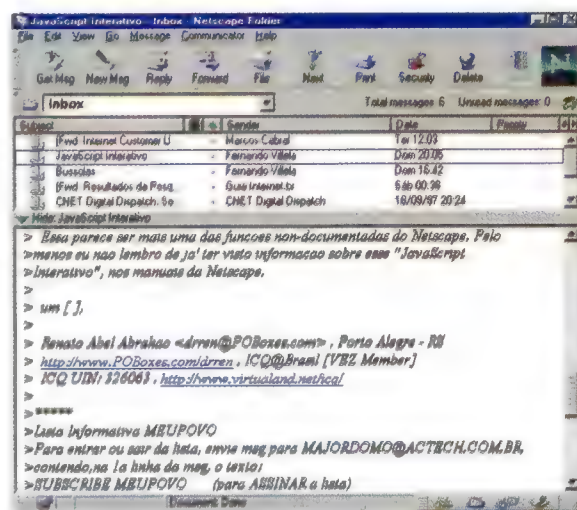 JavaScript Interativo - Inbox - Netscape Folder
File Edit View Go Message Communicator Help
Get Msg New Msg Reply Forward File Next Print Security Delete
Inbox Total messages: 6 Unread messages: 0
Subject Sender Date Priority
[Fwd: Internet Customer U Marcos Cabral Ter 12:03
JavaScript Interativo Fernando Villela Dom 20:05
Bussolas Fernando Villela Dom 16:42
[Fwd: Resultados da Pesq Guia Internet.br Sáb 00:36
CNET Digital Dispatch, Se CNET Digital Dispatch 16/09/97 20:24
Hide: JavaScript Interativo
> Essa parece ser mais uma das funcoes non-documentadas do Netscape. Pelo
>menos eu nao lembro de ja' ter visto informacao sobre esse "JavaScript
>Interativo", nos manuais da Netscape.
>
> um [ ],
>
> Renato Abel Abrahao <drren@POBoxes.com> , Porto Alegre - RS
> http://www.POBoxes.com/drren , ICQ@Brasil [VEZ Member]
> ICQ UIN: 526063 , http://www.virtualand.net/icq/
>
> *****
>Lista Informativa MEUPOVO
>Para entrar ou sair da lista, envie msg para MAJORDOMO@ACTECH.COM.BR,
>contendo,na 1a linha da msg, o texto:
>SUBSCRIBE MEUPOVO (para ASSINAR a lista)
Document: Done